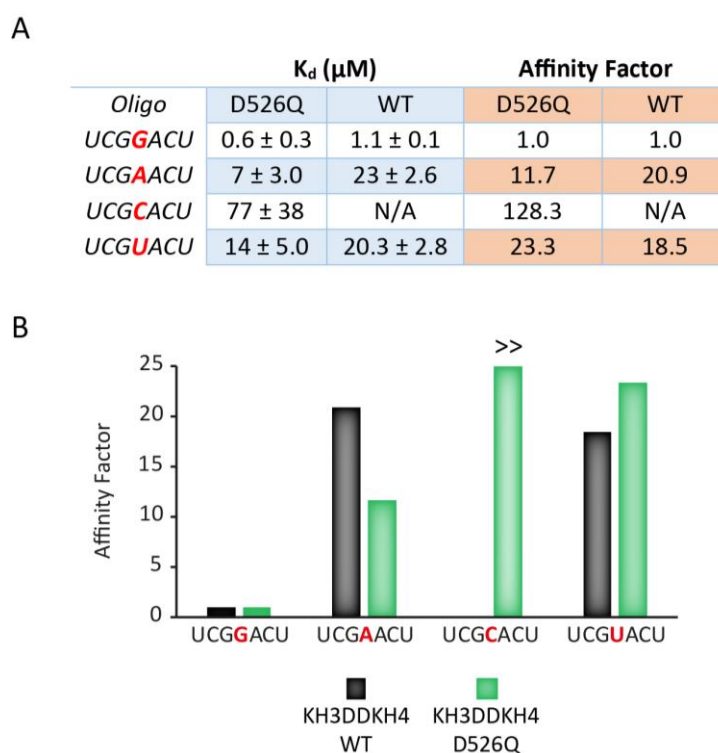 A
Kd (μM) Affinity Factor
Oligo D526Q WT D526Q WT
UCGGACU 0.6 ± 0.3 1.1 ± 0.1 1.0 1.0
UCGAACU 7 ± 3.0 23 ± 2.6 11.7 20.9
UCGCACU 77 ± 38 N/A 128.3 N/A
UCGUACU 14 ± 5.0 20.3 ± 2.8 23.3 18.5
B
>>
25
20
15
10
5
0
Affinity Factor
UCGGACU UCGAACU UCGCACU UCGUACU
KH3DDKH4 KH3DDKH4
WT D526Q